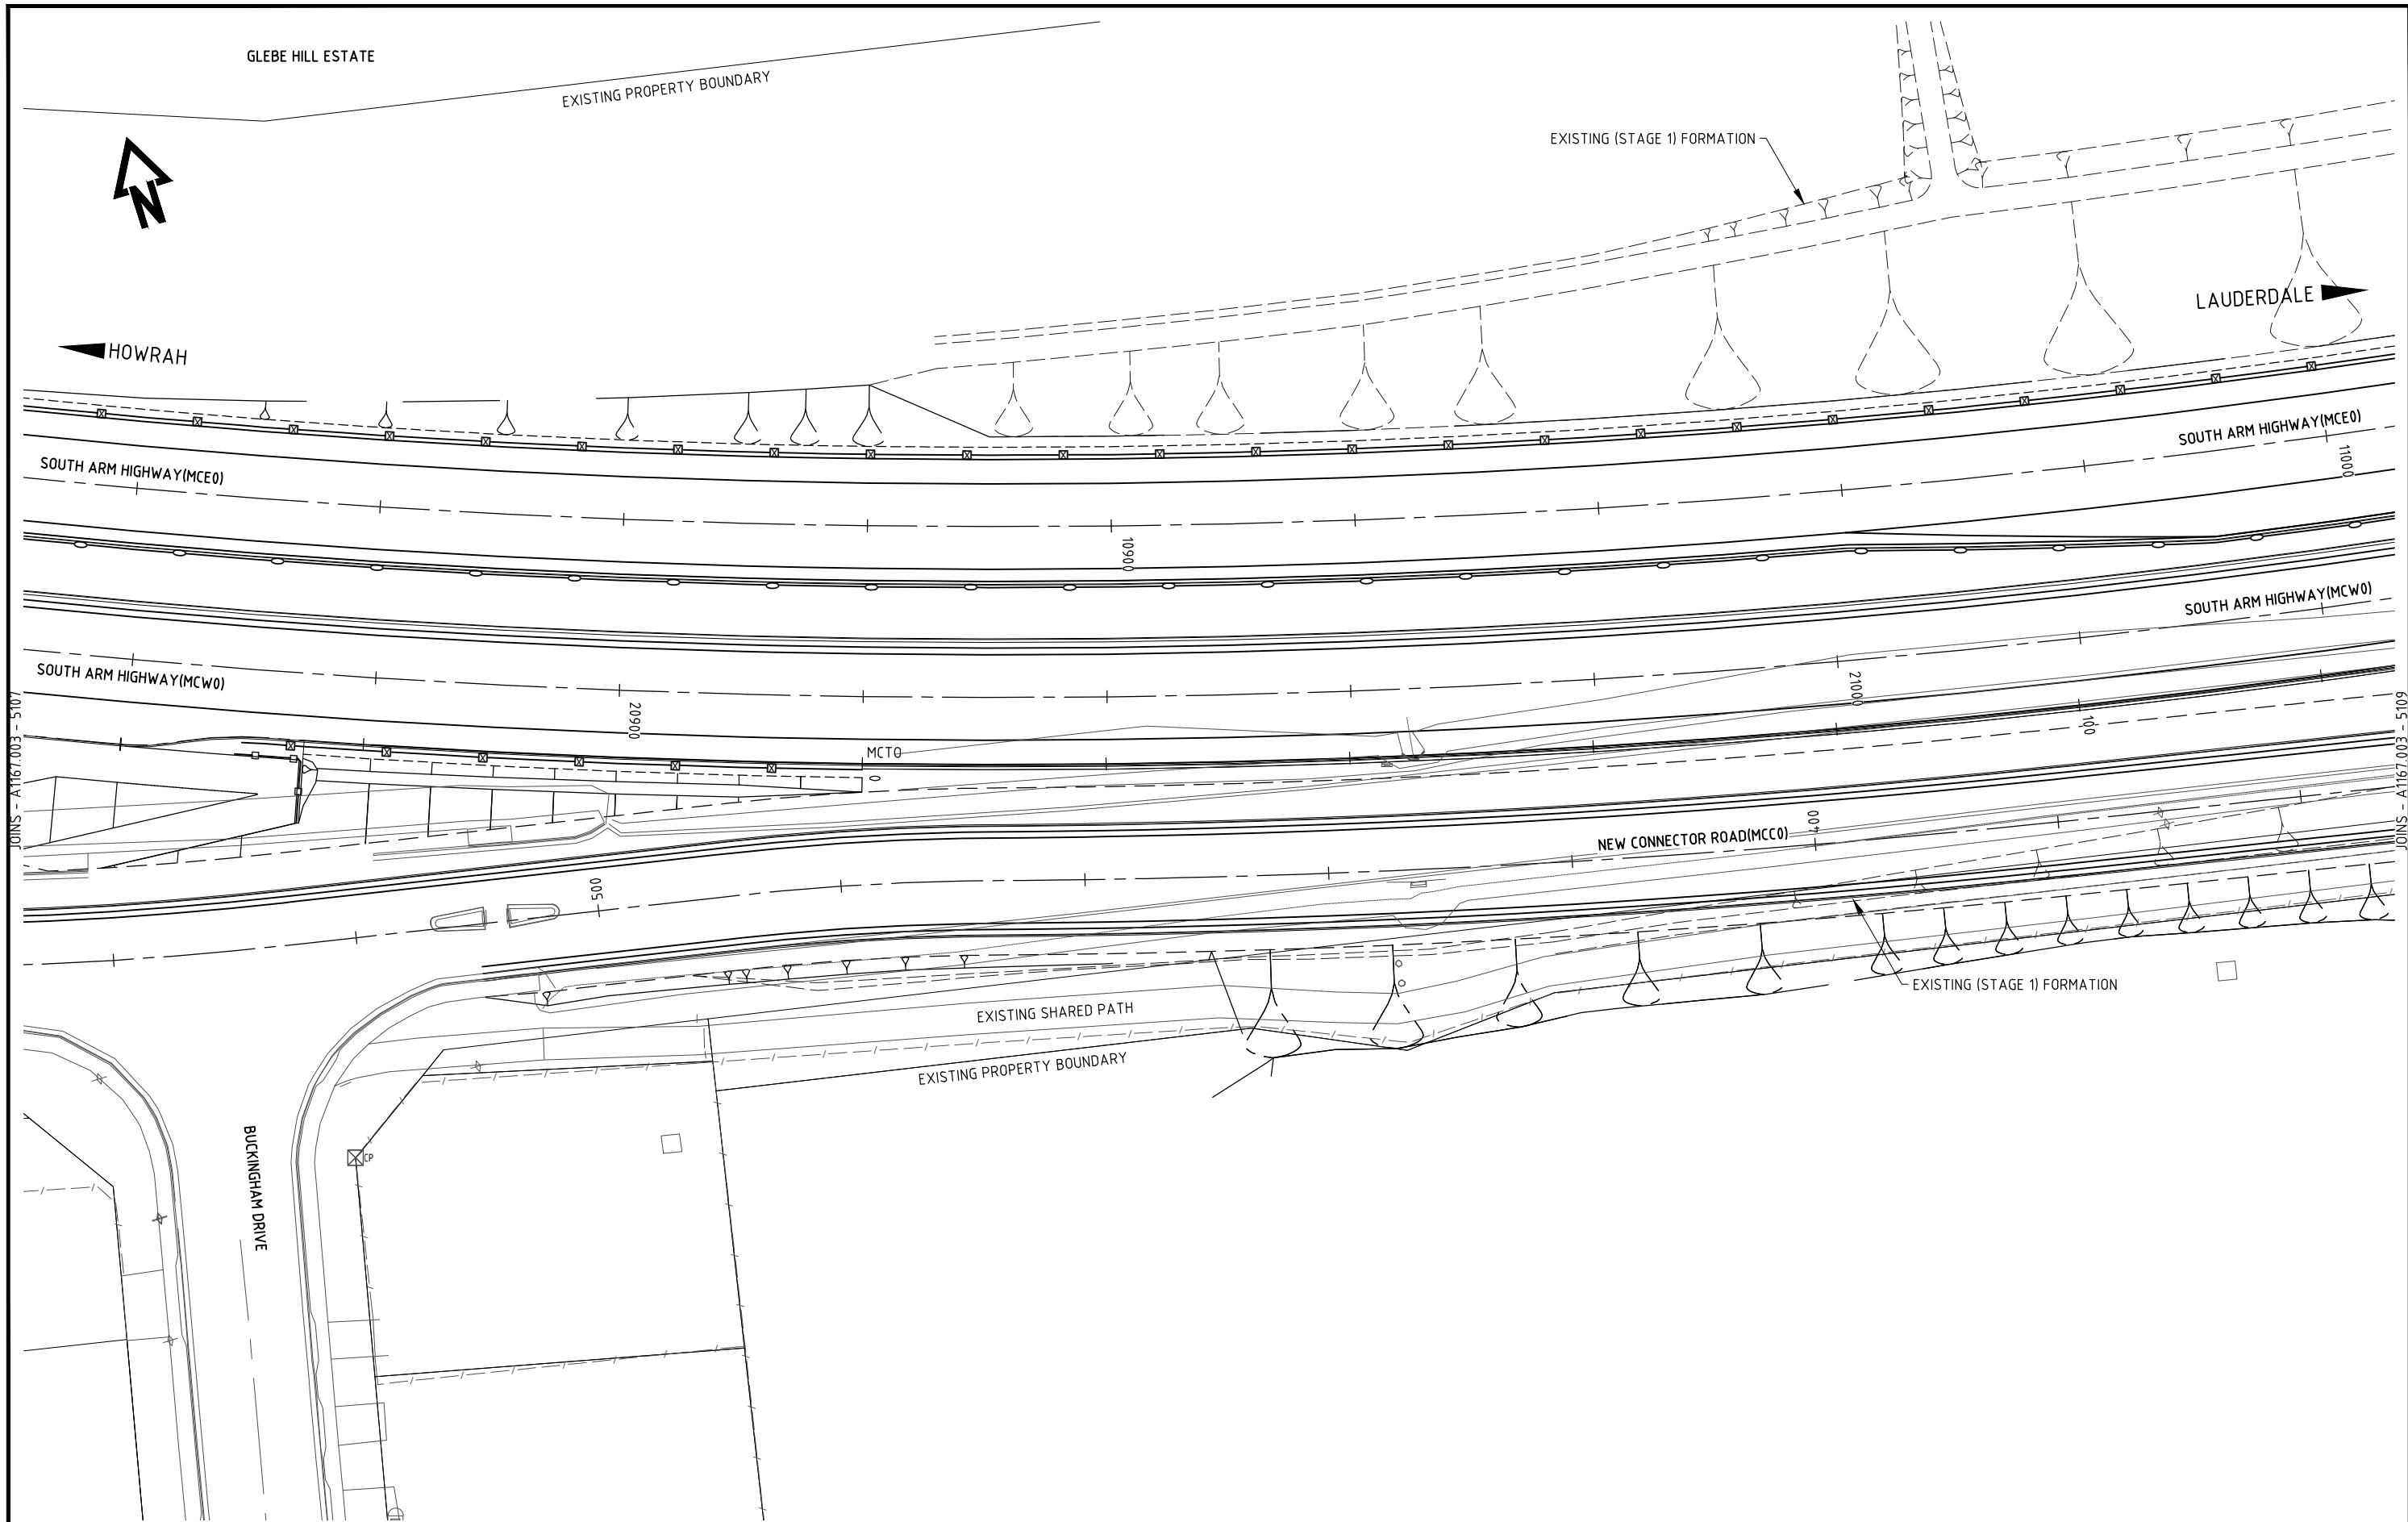 GLEBE HILL ESTATE
EXISTING PROPERTY BOUNDARY
EXISTING (STAGE 1) FORMATION
N
LAUDERDALE
HOWRAH
SOUTH ARM HIGHWAY(MCE0)
SOUTH ARM HIGHWAY(MCE0)
11000
10900
SOUTH ARM HIGHWAY(MCW0)
SOUTH ARM HIGHWAY(MCW0)
21000
20900
100
MCTO
0
JOINS - A1167.003 - 5107
JOINS - A1167.003 - 5109
400
NEW CONNECTOR ROAD(MCC0)
500
EXISTING (STAGE 1) FORMATION
EXISTING SHARED PATH
EXISTING PROPERTY BOUNDARY
BUCKINGHAM DRIVE
CP